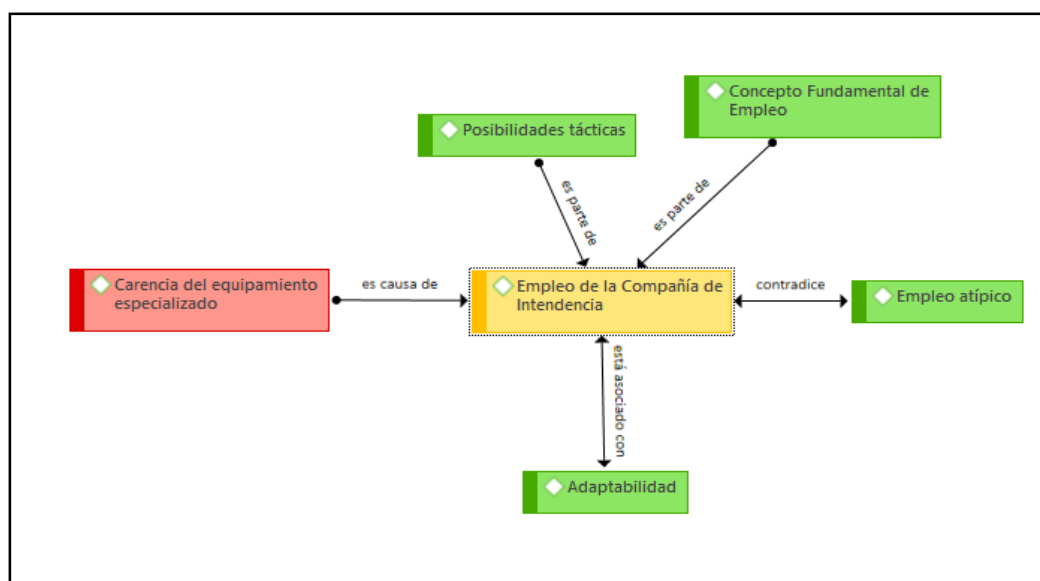 Concepto Fundamental de
Empleo
Posibilidades tácticas
es parte de
es parte de
Carencia del equipamiento
especializado
es causa de
Empleo de la Compañía de
Intendencia
contradice
Empleo atípico
está asociado con
Adaptabilidad